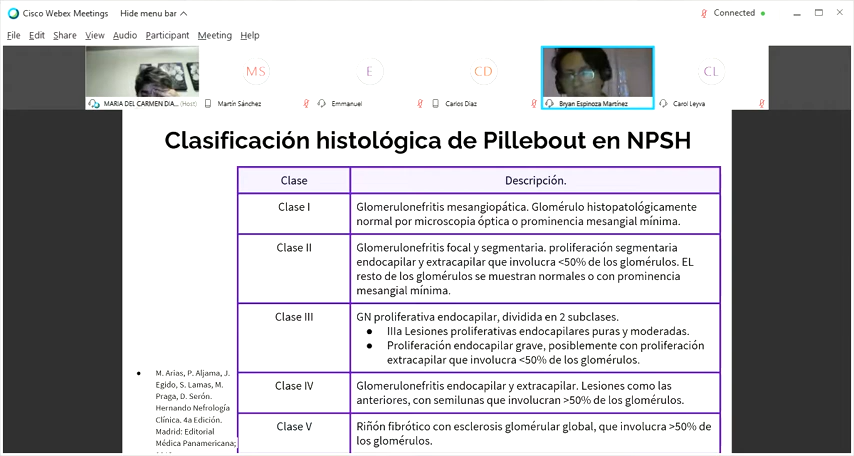 Cisco Webex Meetings
Hide menu bar
Connected
File Edit Share View Audio Participant Meeting Help
MS E CD CL
MARIA DEL CARMEN DIA... (Host) Martín Sánchez Emmanuel Carlos Diaz Bryan Espinoza Martínez Carol Leyva
Clasificación histológica de Pillebout en NPSH
Clase Descripción.
Clase I
Glomerulonefritis mesangiopática. Glomérulo histopatológicamente
normal por microscopia óptica o prominencia mesangial mínima.
Clase II
Glomerulonefritis focal y segmentaria. proliferación segmentaria
endocapilar y extracapilar que involucra <50% de los glomérulos. EL
resto de los glomérulos se muestran normales o con prominencia
mesangial mínima.
Clase III
GN proliferativa endocapilar, dividida en 2 subclases.
● IIIa Lesiones proliferativas endocapilares puras y moderadas.
● Proliferación endocapilar grave, posiblemente con proliferación
extracapilar que involucra <50% de los glomérulos.
Clase IV
Glomerulonefritis endocapilar y extracapilar. Lesiones como las
anteriores, con semilunas que involucran >50% de los glomérulos.
Clase V
Riñón fibrótico con esclerosis glomérular global, que involucra >50% de
los glomérulos.
● M. Arias, P. Aljama, J.
Egido, S. Lamas, M.
Praga, D. Serón.
Hernando Nefrología
Clínica. 4a Edición.
Madrid: Editorial
Médica Panamericana;